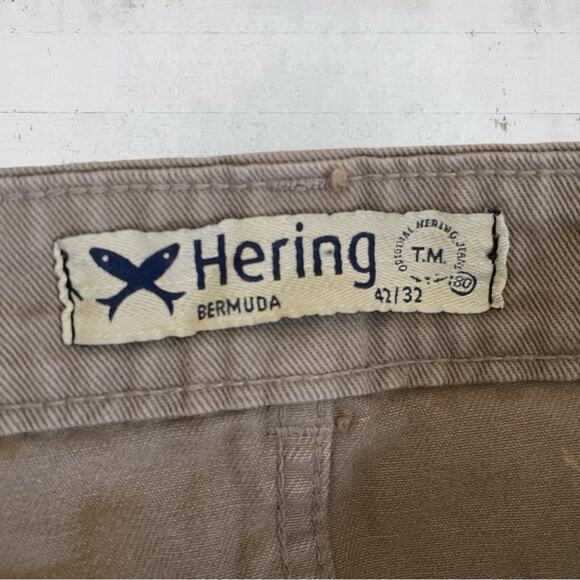 Hering
BERMUDA
42/32
ORIGINAL HERING JEANS
T.M.
80